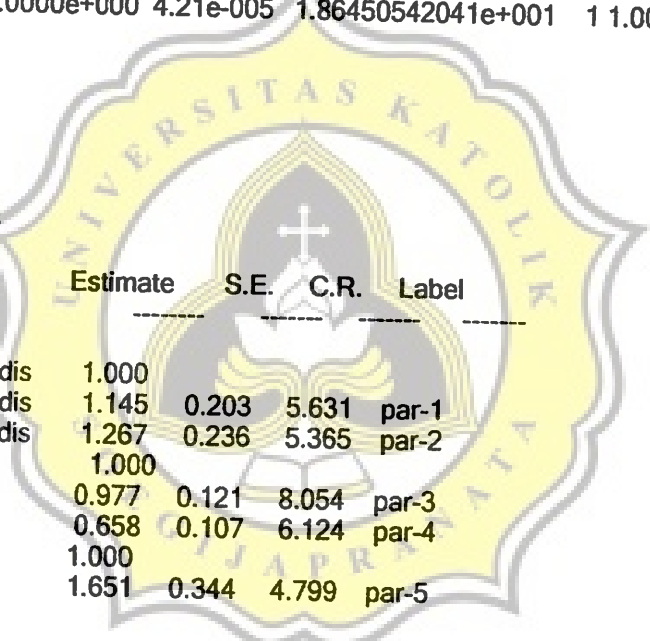 .0000e+000 4.21e-005 1.86450542041e+001 1 1.00
UNIVERSITAS KATOLIK
Estimate S.E. C.R. Label
-------- ------- ------- -------
dis 1.000
dis 1.145 0.203 5.631 par-1
dis 1.267 0.236 5.365 par-2
1.000
0.977 0.121 8.054 par-3
0.658 0.107 6.124 par-4
1.000
1.651 0.344 4.799 par-5
GIJAPRANATA